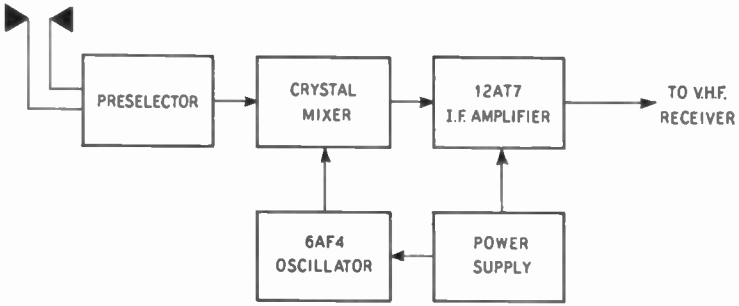 PRESELECTOR
CRYSTAL
MIXER
12AT7
I.F. AMPLIFIER
TO V.H.F.
RECEIVER
6AF4
OSCILLATOR
POWER
SUPPLY